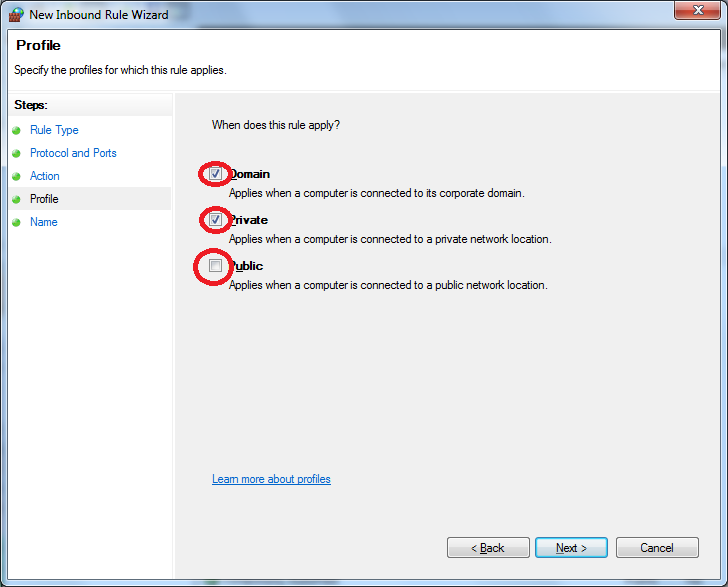 New Inbound Rule Wizard
Profile
Specify the profiles for which this rule applies.
Steps:
Rule Type
Protocol and Ports
Action
Profile
Name
When does this rule apply?
Domain
Applies when a computer is connected to its corporate domain.
Private
Applies when a computer is connected to a private network location.
Public
Applies when a computer is connected to a public network location.
Learn more about profiles
< Back
Next >
Cancel